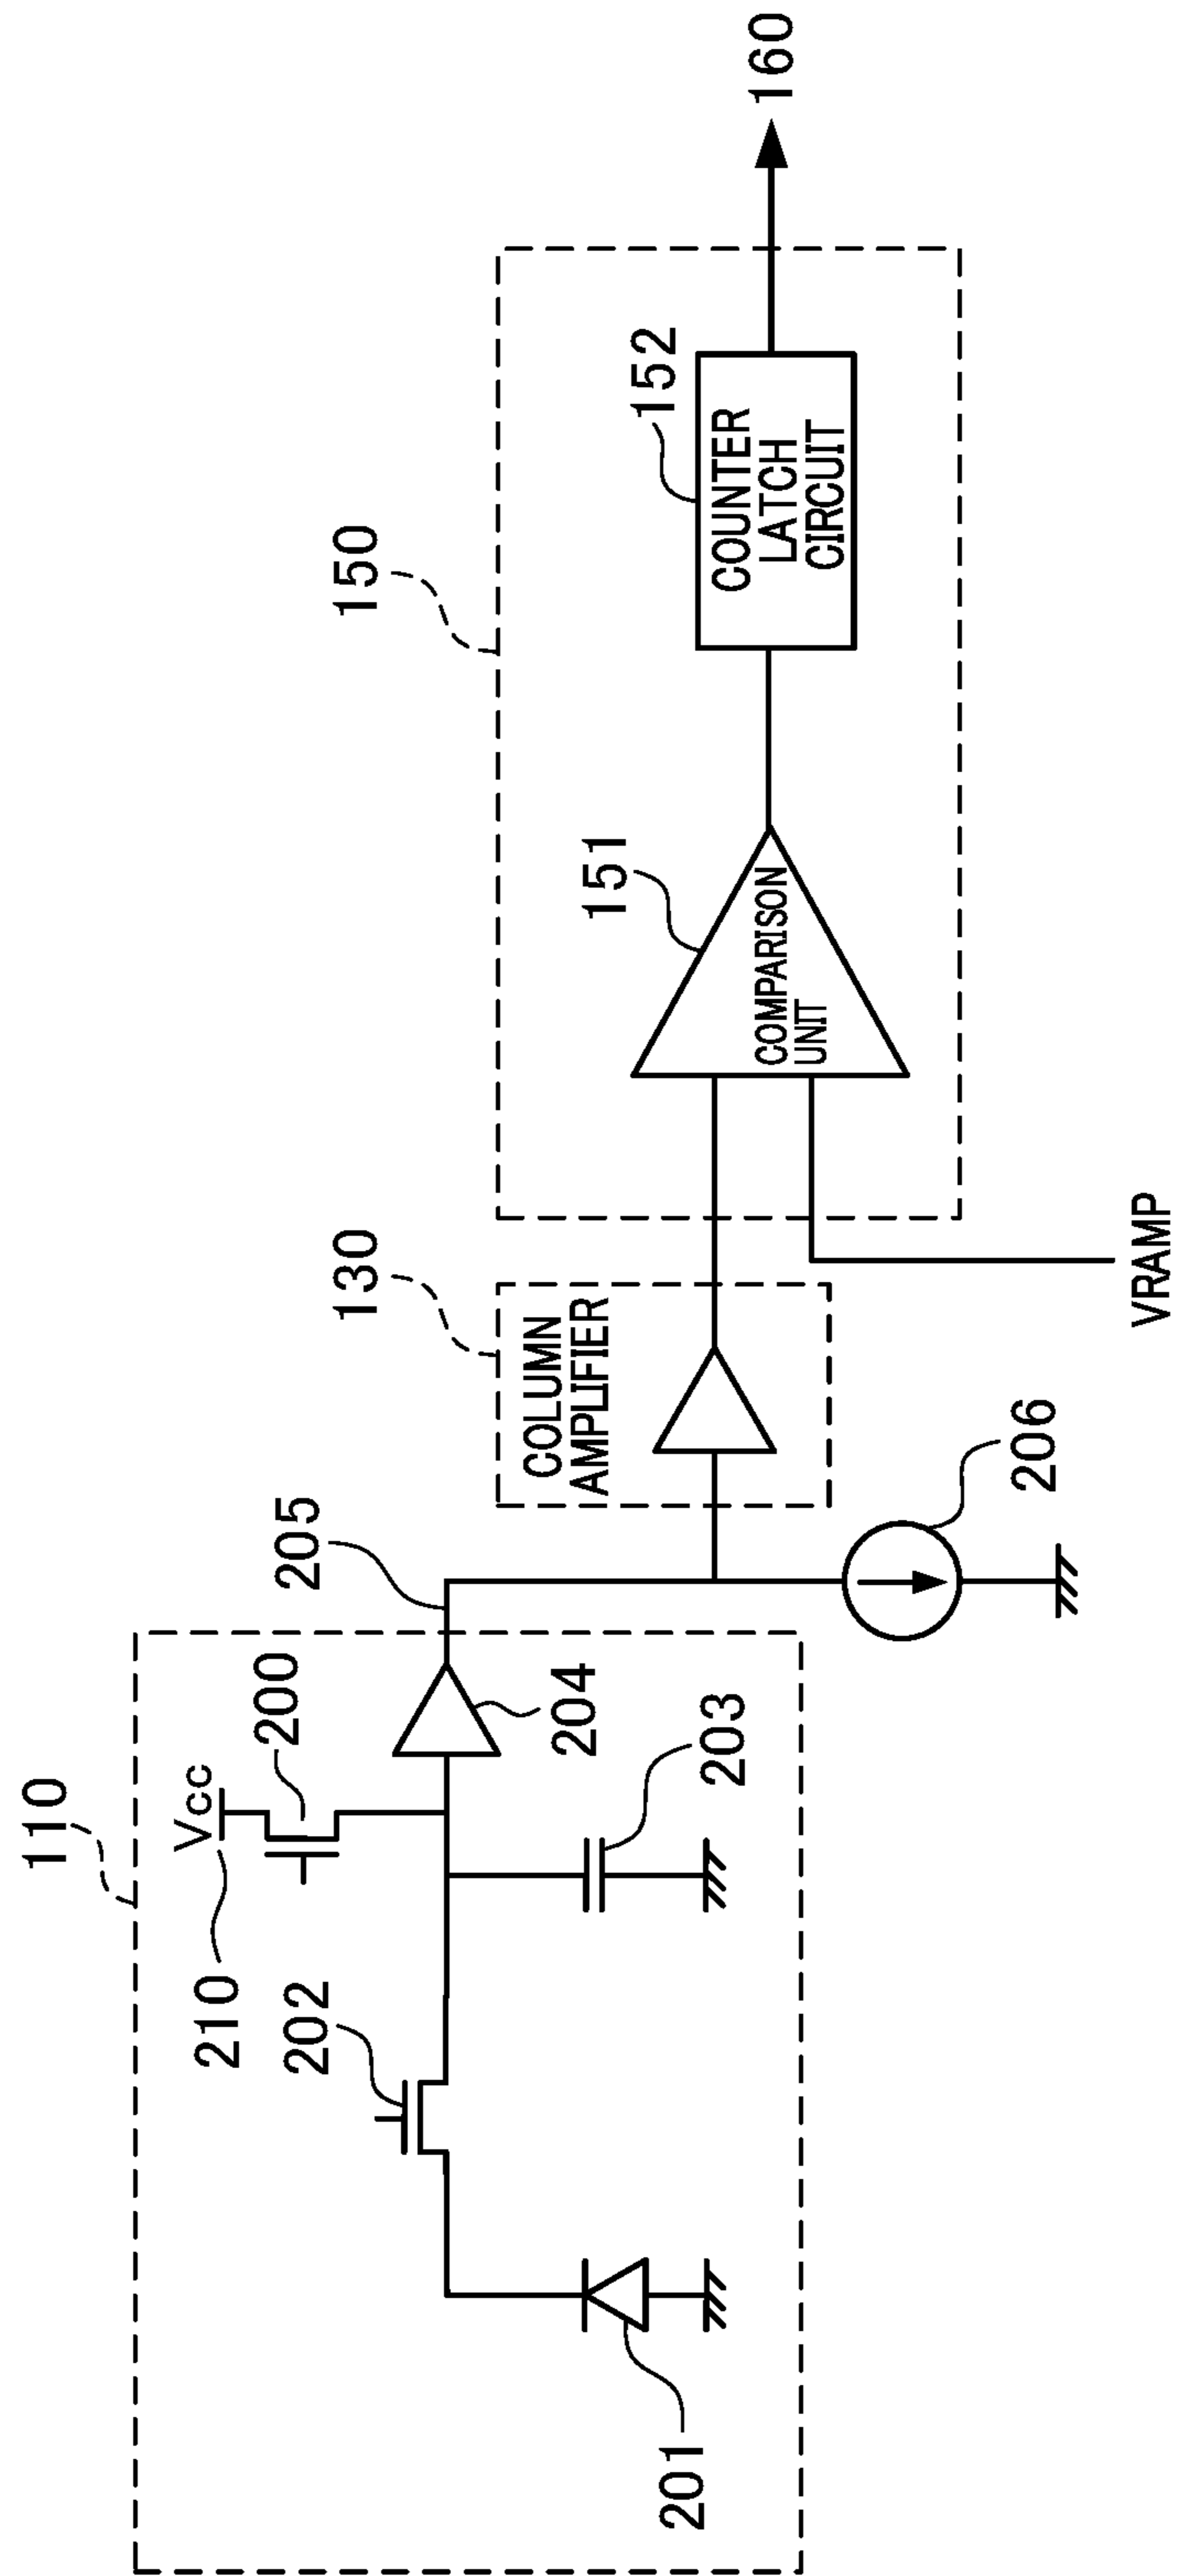 110
210
Vcc
200
202
205
204
203
201
206
130
COLUMN
AMPLIFIER
VRAMP
150
151
COMPARISON
UNIT
152
COUNTER
LATCH
CIRCUIT
160